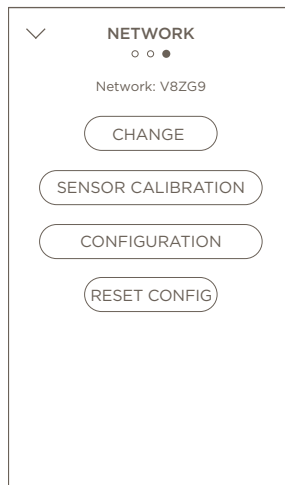 NETWORK
Network: V8ZG9
CHANGE
SENSOR CALIBRATION
CONFIGURATION
RESET CONFIG